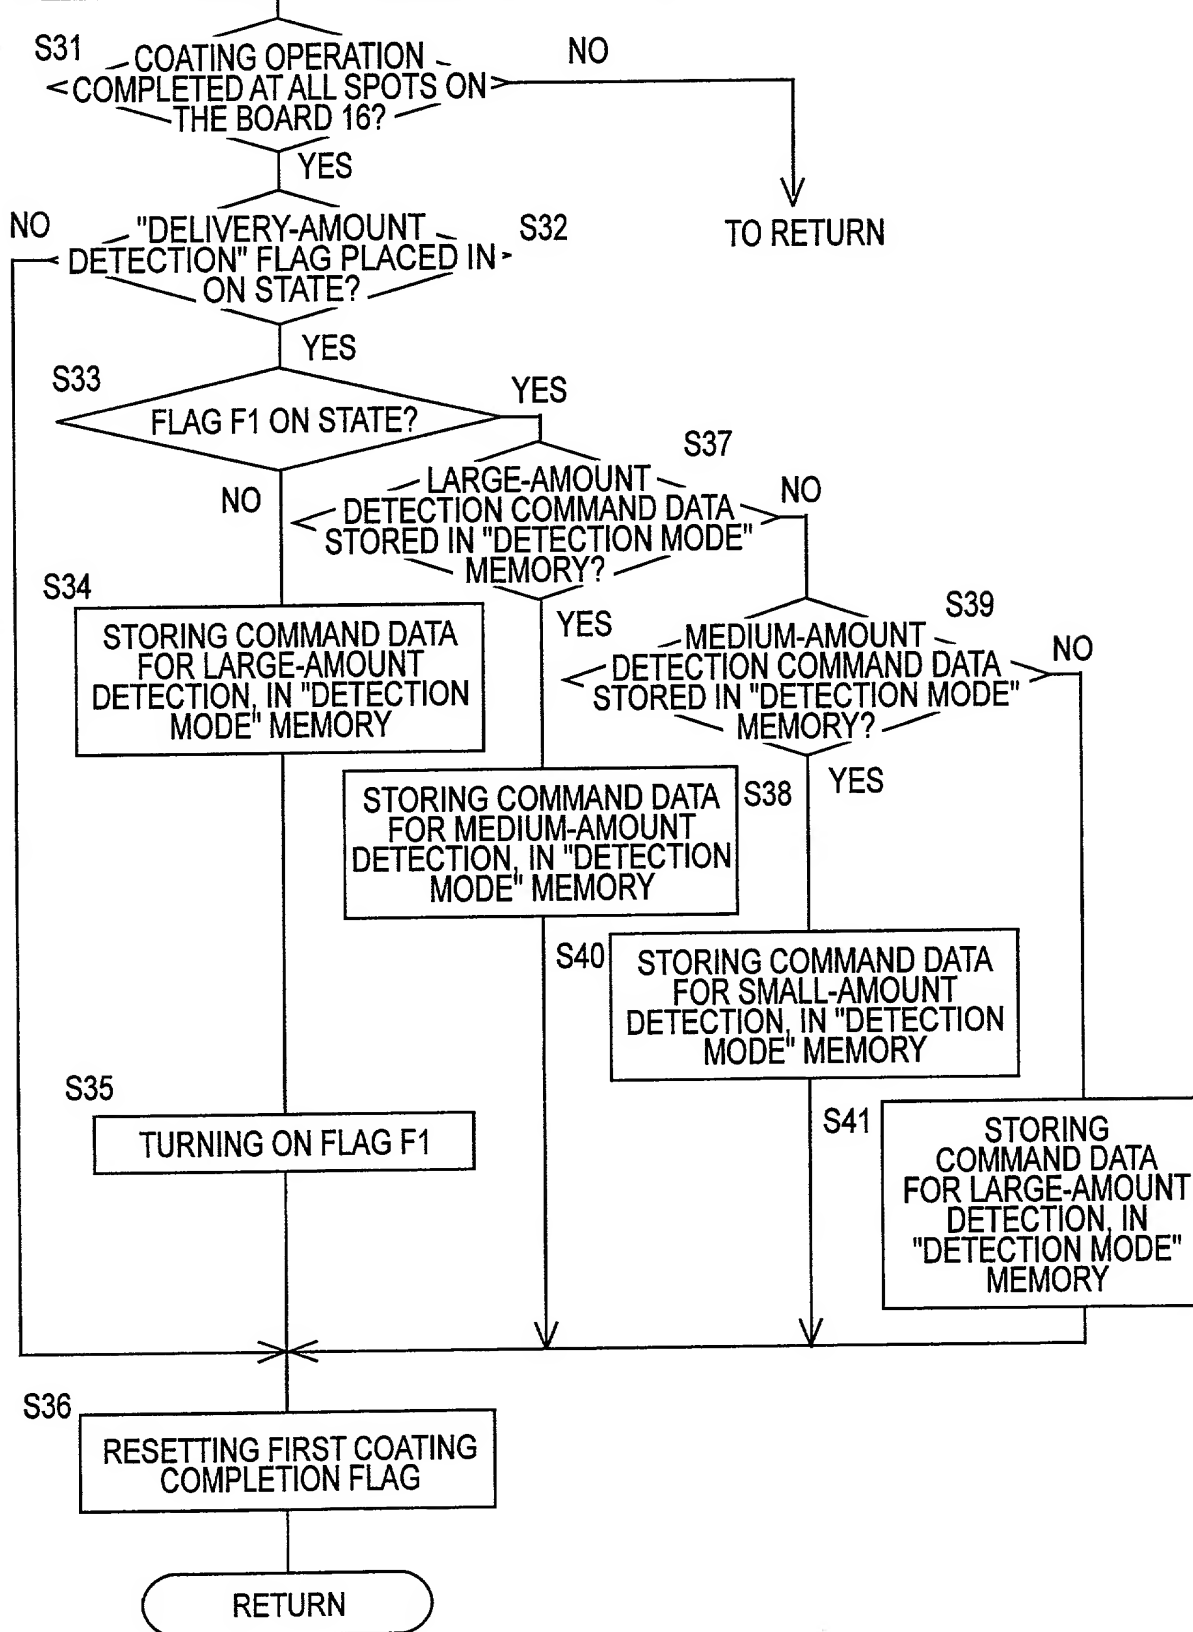 S31
COATING OPERATION
COMPLETED AT ALL SPOTS ON
THE BOARD 16?
NO
YES
TO RETURN
NO
"DELIVERY-AMOUNT
DETECTION" FLAG PLACED IN
ON STATE?
S32
YES
S33
FLAG F1 ON STATE?
YES
NO
S37
LARGE-AMOUNT
DETECTION COMMAND DATA
STORED IN "DETECTION MODE"
MEMORY?
NO
YES
S34
STORING COMMAND DATA
FOR LARGE-AMOUNT
DETECTION, IN "DETECTION
MODE" MEMORY
S39
MEDIUM-AMOUNT
DETECTION COMMAND DATA
STORED IN "DETECTION MODE"
MEMORY?
NO
YES
STORING COMMAND DATA
FOR MEDIUM-AMOUNT
DETECTION, IN "DETECTION
MODE" MEMORY
S38
S40
STORING COMMAND DATA
FOR SMALL-AMOUNT
DETECTION, IN "DETECTION
MODE" MEMORY
S35
TURNING ON FLAG F1
S41
STORING
COMMAND DATA
FOR LARGE-AMOUNT
DETECTION, IN
"DETECTION MODE"
MEMORY
S36
RESETTING FIRST COATING
COMPLETION FLAG
RETURN